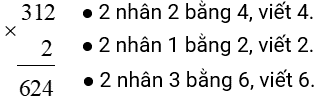 312 ● 2 nhân 2 bằng 4, viết 4.
×
2 ● 2 nhân 1 bằng 2, viết 2.
624 ● 2 nhân 3 bằng 6, viết 6.